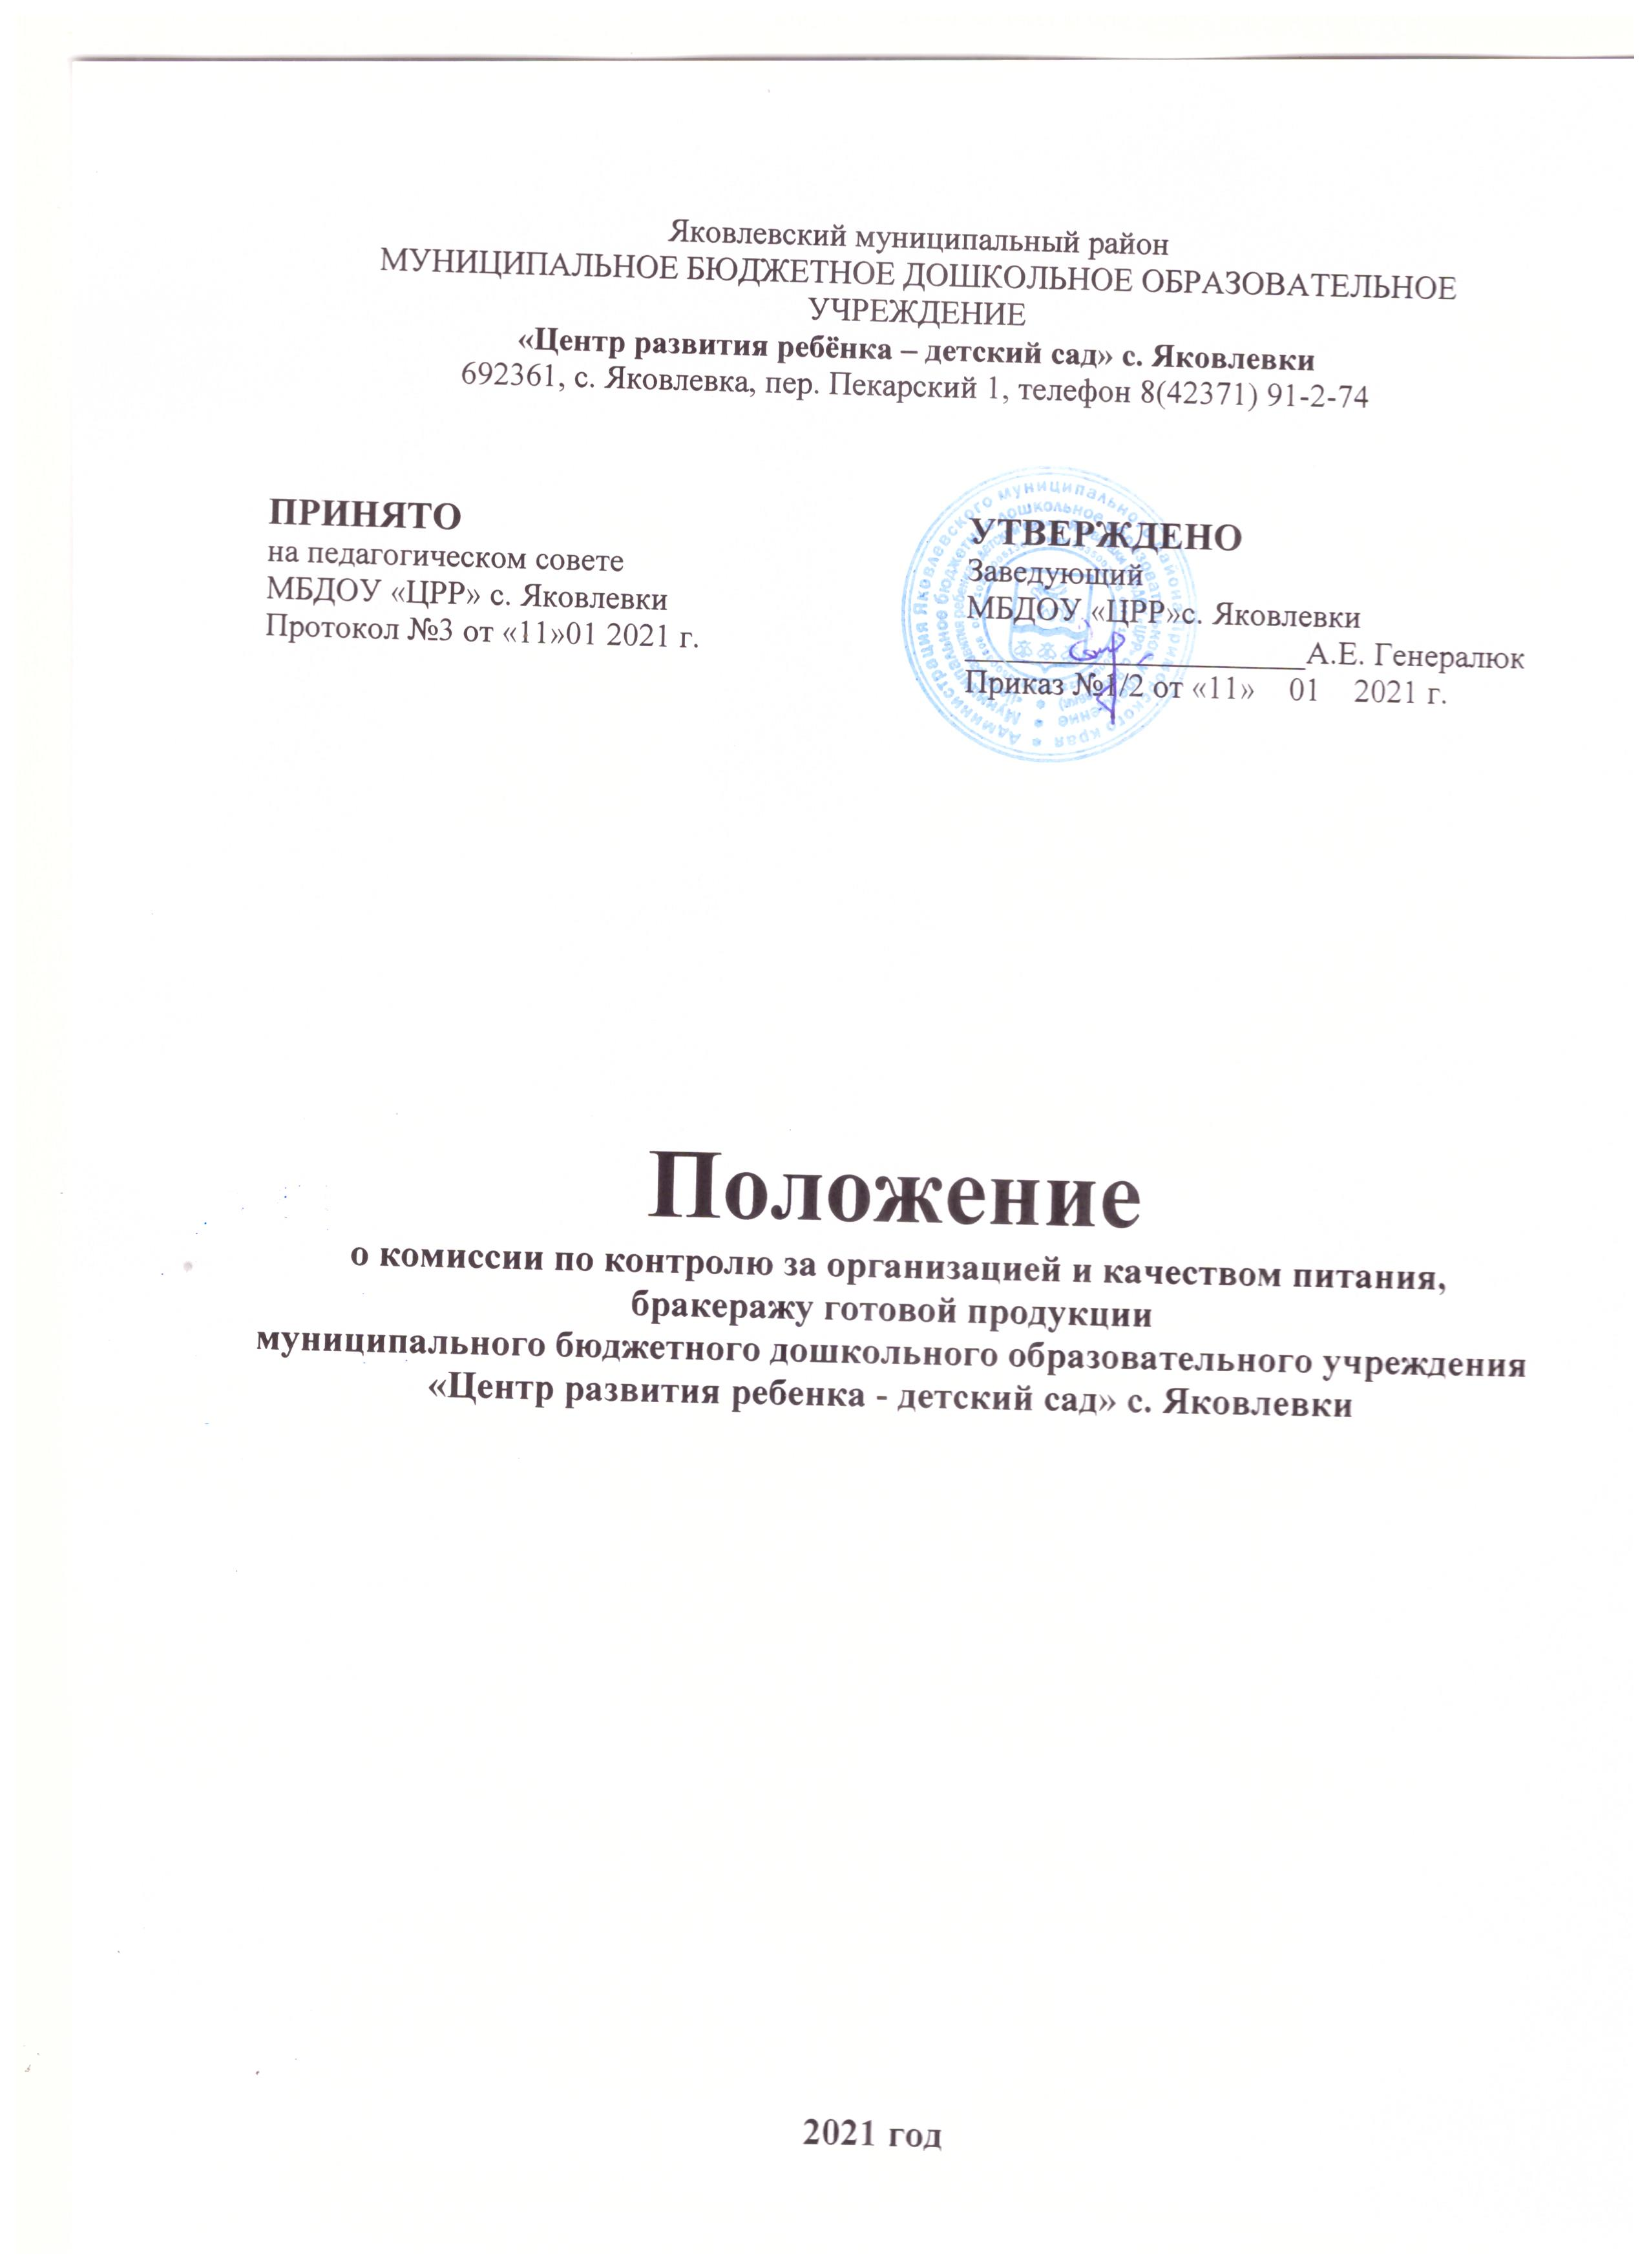 Яковлевский муниципальный район
МУНИЦИПАЛЬНОЕ БЮДЖЕТНОЕ ДОШКОЛЬНОЕ ОБРАЗОВАТЕЛЬНОЕ
УЧРЕЖДЕНИЕ
«Центр развития ребёнка – детский сад» с. Яковлевки
692361, с. Яковлевка, пер. Пекарский 1, телефон 8(42371) 91-2-74
ПРИНЯТО
на педагогическом совете
МБДОУ «ЦРР» с. Яковлевки
Протокол №3 от «11»01 2021 г.
УТВЕРЖДЕНО
Заведующий
МБДОУ «ЦРР»с. Яковлевки
____________________А.Е. Генералюк
Приказ №1/2 от «11» 01 2021 г.
Положение
о комиссии по контролю за организацией и качеством питания,
бракеражу готовой продукции
муниципального бюджетного дошкольного образовательного учреждения
«Центр развития ребенка - детский сад» с. Яковлевки
2021 год